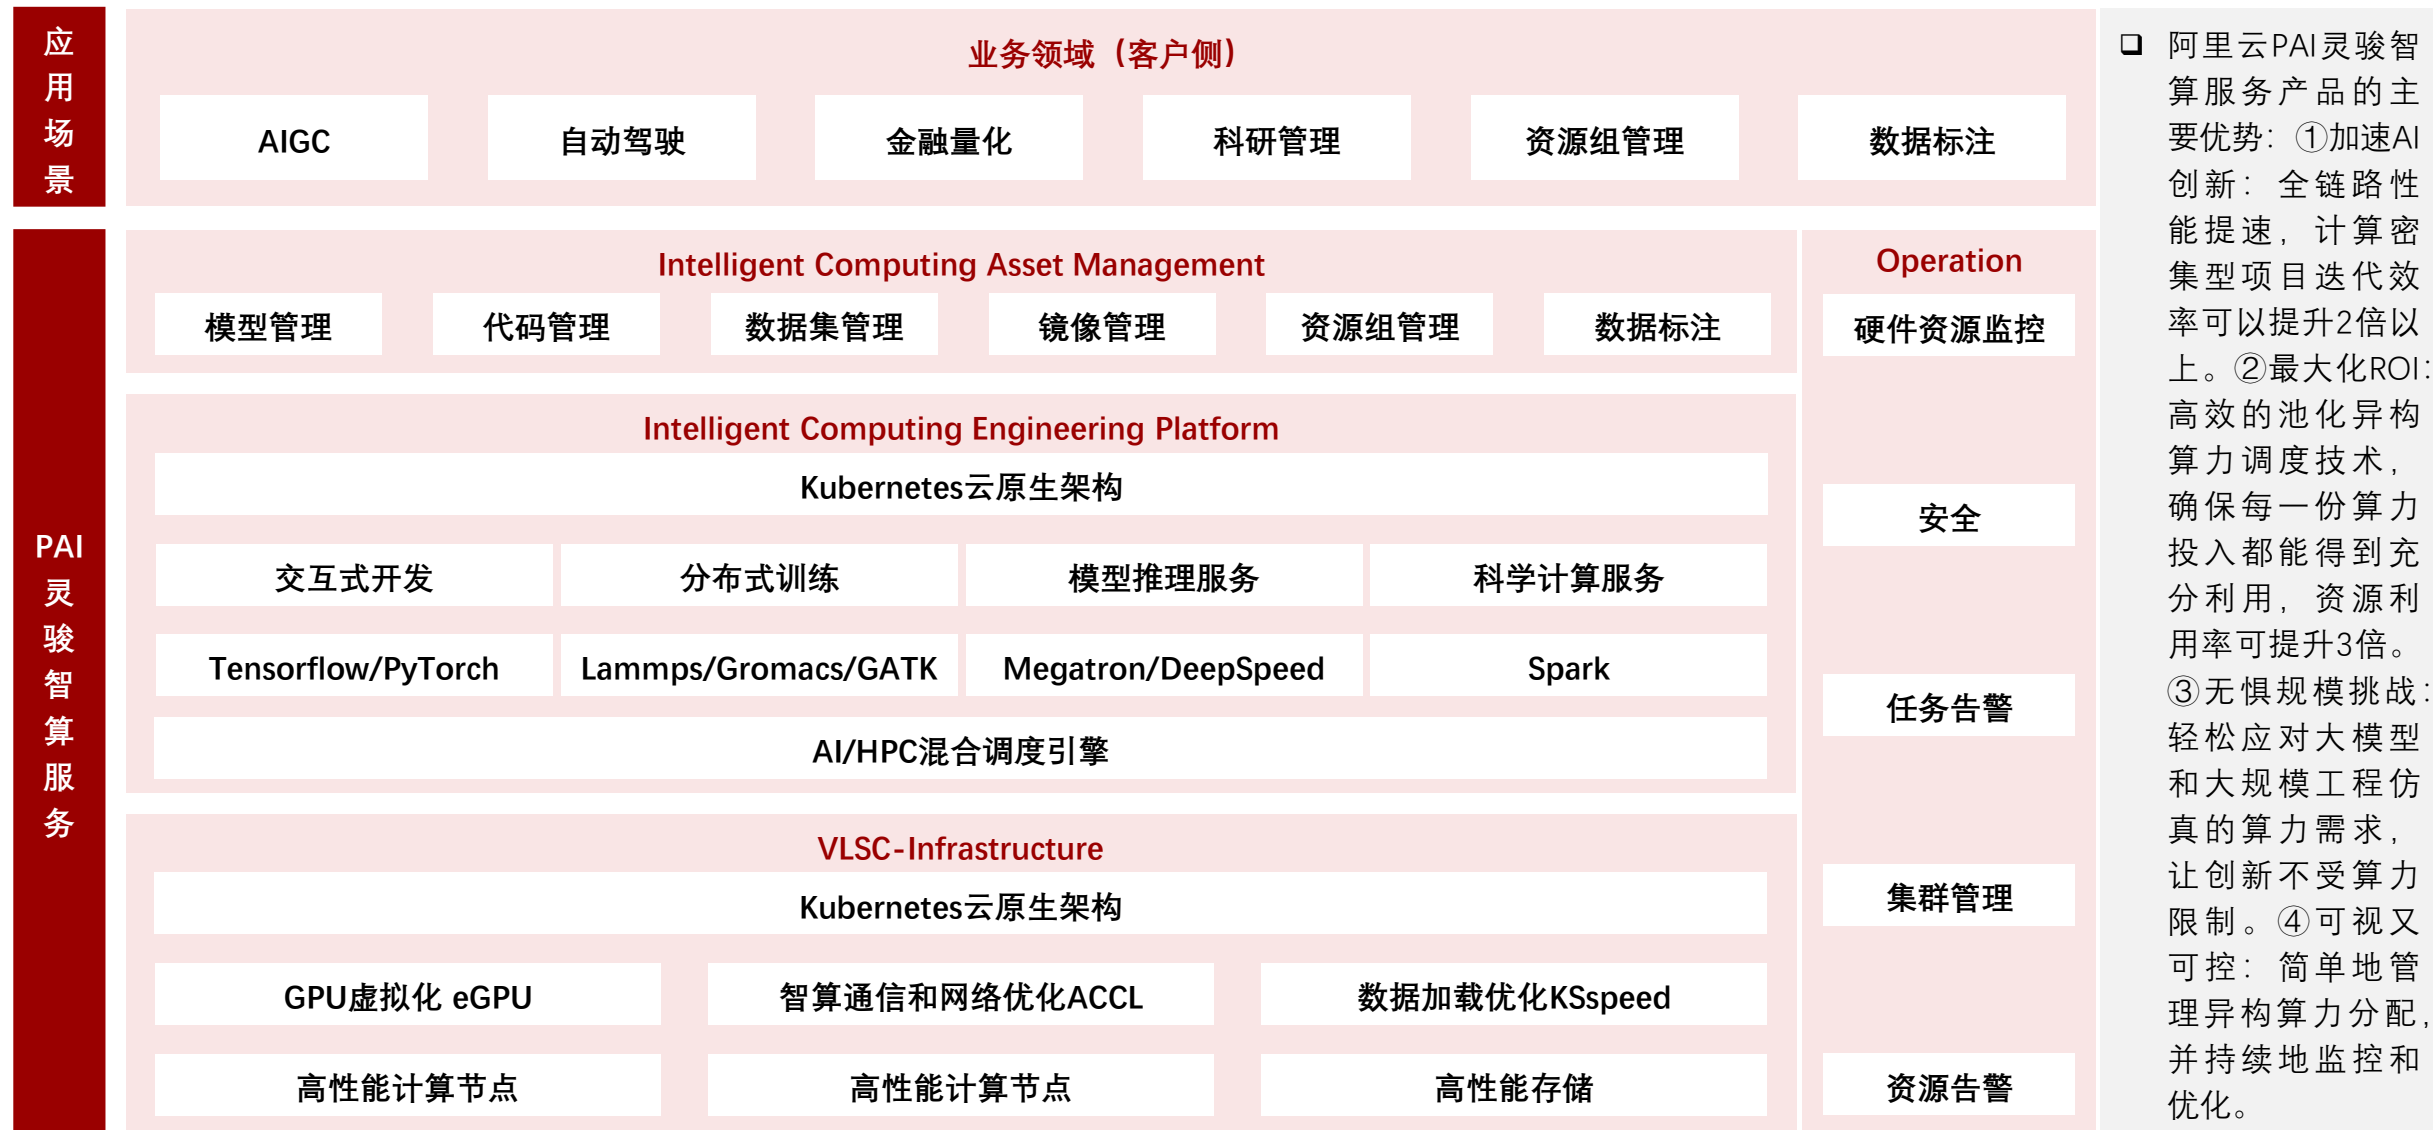 应
用
场
景
业务领域（客户侧）
AIGC
自动驾驶
金融量化
科研管理
资源组管理
数据标注
PAI
灵
骏
智
算
服
务
Intelligent Computing Asset Management
模型管理
代码管理
数据集管理
镜像管理
资源组管理
数据标注
Intelligent Computing Engineering Platform
Kubernetes云原生架构
交互式开发
分布式训练
模型推理服务
科学计算服务
Tensorflow/PyTorch
Lammps/Gromacs/GATK
Megatron/DeepSpeed
Spark
AI/HPC混合调度引擎
VLSC-Infrastructure
Kubernetes云原生架构
GPU虚拟化 eGPU
智算通信和网络优化ACCL
数据加载优化KSspeed
高性能计算节点
高性能计算节点
高性能存储
Operation
硬件资源监控
安全
任务告警
集群管理
资源告警
阿里云PAI灵骏智
算服务产品的主
要优势：①加速AI
创新：全链路性
能提速，计算密
集型项目迭代效
率可以提升2倍以
上。②最大化ROI：
高效的池化异构
算力调度技术，
确保每一份算力
投入都能得到充
分利用，资源利
用率可提升3倍。
③无惧规模挑战：
轻松应对大模型
和大规模工程仿
真的算力需求，
让创新不受算力
限制。④可视又
可控：简单地管
理异构算力分配，
并持续地监控和
优化。